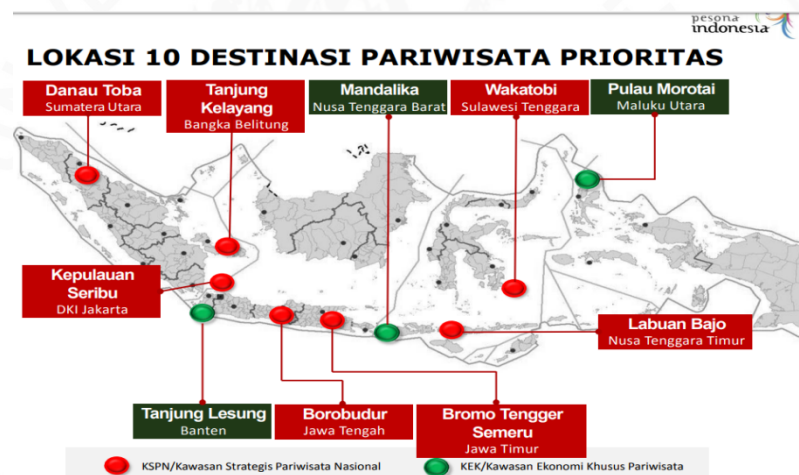 pesona
indonesia
LOKASI 10 DESTINASI PARIWISATA PRIORITAS
Danau Toba
Sumatera Utara
Tanjung
Kelayang
Bangka Belitung
Mandalika
Nusa Tenggara Barat
Wakatobi
Sulawesi Tenggara
Pulau Morotai
Maluku Utara
Kepulauan
Seribu
DKI Jakarta
Labuan Bajo
Nusa Tenggara Timur
Tanjung Lesung
Banten
Borobudur
Jawa Tengah
Bromo Tengger
Semeru
Jawa Timur
KSPN/Kawasan Strategis Pariwisata Nasional
KEK/Kawasan Ekonomi Khusus Pariwisata